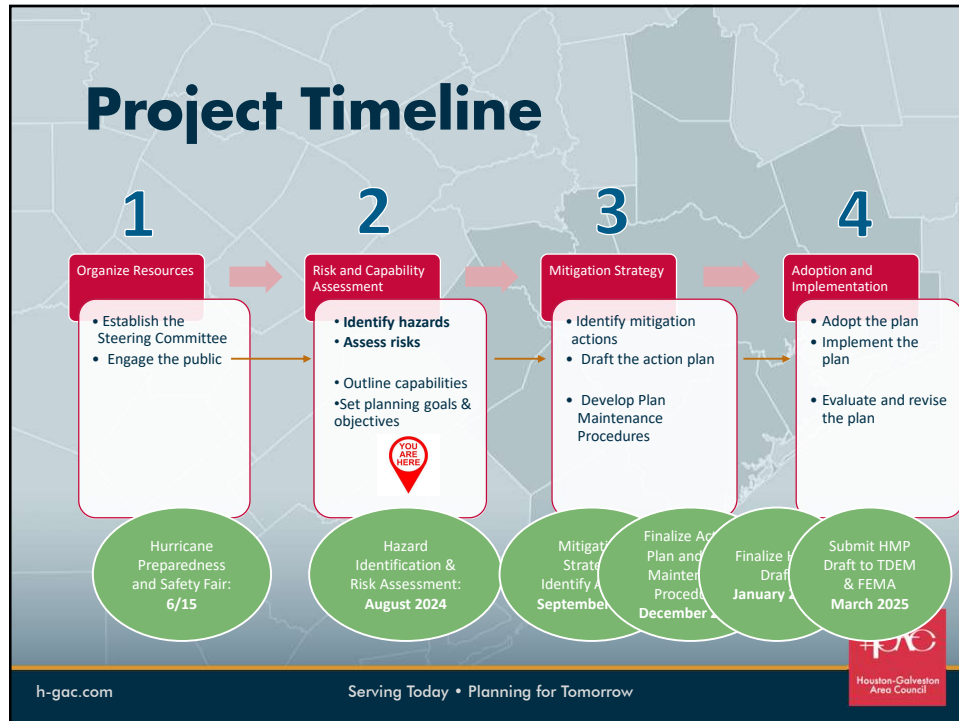 Project Timeline
1
2
3
4
Organize Resources
Risk and Capability
Assessment
Mitigation Strategy
Adoption and
Implementation
• Establish the
Steering Committee
• Engage the public
• Identify hazards
• Assess risks
• Outline capabilities
•Set planning goals &
objectives
YOU
ARE
HERE
• Identify mitigation
actions
• Draft the action plan
• Develop Plan
Maintenance
Procedures
• Adopt the plan
• Implement the
plan
• Evaluate and revise
the plan
Hurricane
Preparedness
and Safety Fair:
6/15
Hazard
Identification &
Risk Assessment:
August 2024
Identify
September
Finalize
Plan and
December
Finalize
January
Submit HMP
Draft to TDEM
& FEMA
March 2025
Houston-Galveston
Area Council
h-gac.com
Serving Today • Planning for Tomorrow